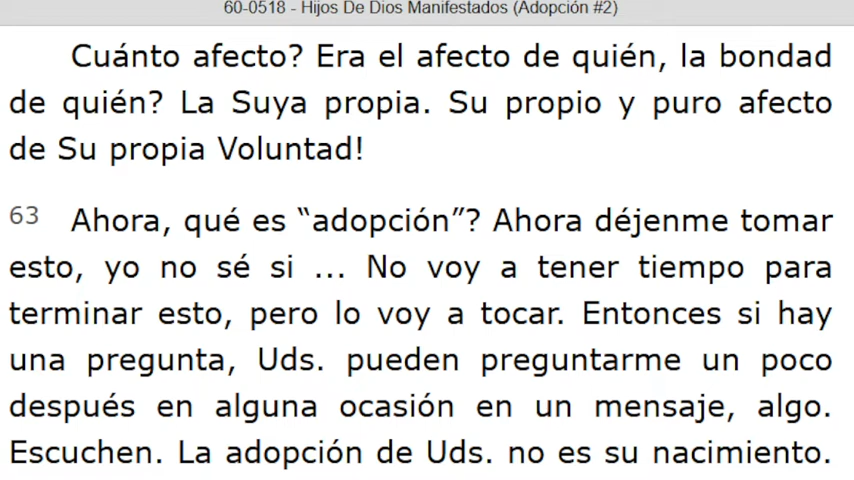 60-0518 - Hijos De Dios Manifestados (Adopción #2)
Cuánto afecto? Era el afecto de quién, la bondad
de quién? La Suya propia. Su propio y puro afecto
de Su propia Voluntad!
63 Ahora, qué es “adopción”? Ahora déjenme tomar
esto, yo no sé si ... No voy a tener tiempo para
terminar esto, pero lo voy a tocar. Entonces si hay
una pregunta, Uds. pueden preguntarme un poco
después en alguna ocasión en un mensaje, algo.
Escuchen. La adopción de Uds. no es su nacimiento.